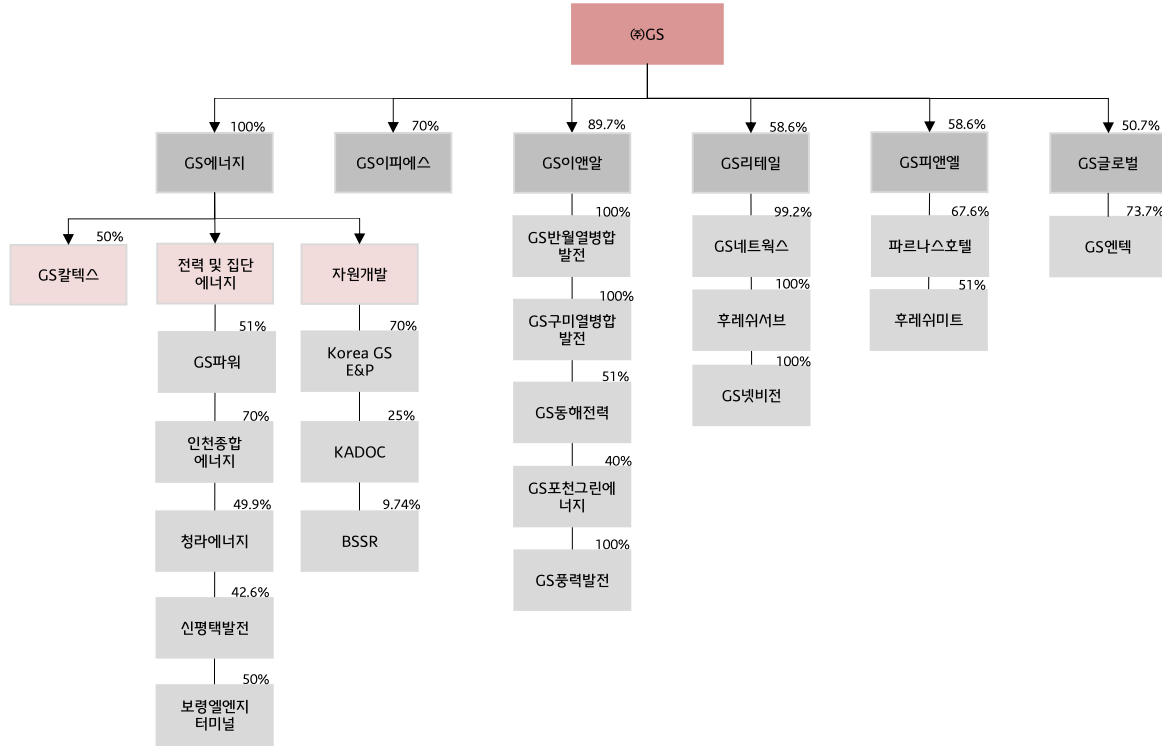 ㈜GS
100%
GS에너지
70%
GS이피에스
89.7%
GS이앤알
58.6%
GS리테일
58.6%
GS피앤엘
50.7%
GS글로벌
50%
GS칼텍스
전력 및 집단
에너지
자원개발
51%
GS파워
70%
인천종합
에너지
49.9%
청라에너지
42.6%
신평택발전
50%
보령엘엔지
터미널
70%
Korea GS
E&P
25%
KADOC
9.74%
BSSR
100%
GS반월열병합
발전
100%
GS구미열병합
발전
51%
GS동해전력
40%
GS포천그린에
너지
100%
GS풍력발전
99.2%
GS네트웍스
100%
후레쉬서브
100%
GS넷비전
67.6%
파르나스호텔
51%
후레쉬미트
73.7%
GS엔텍